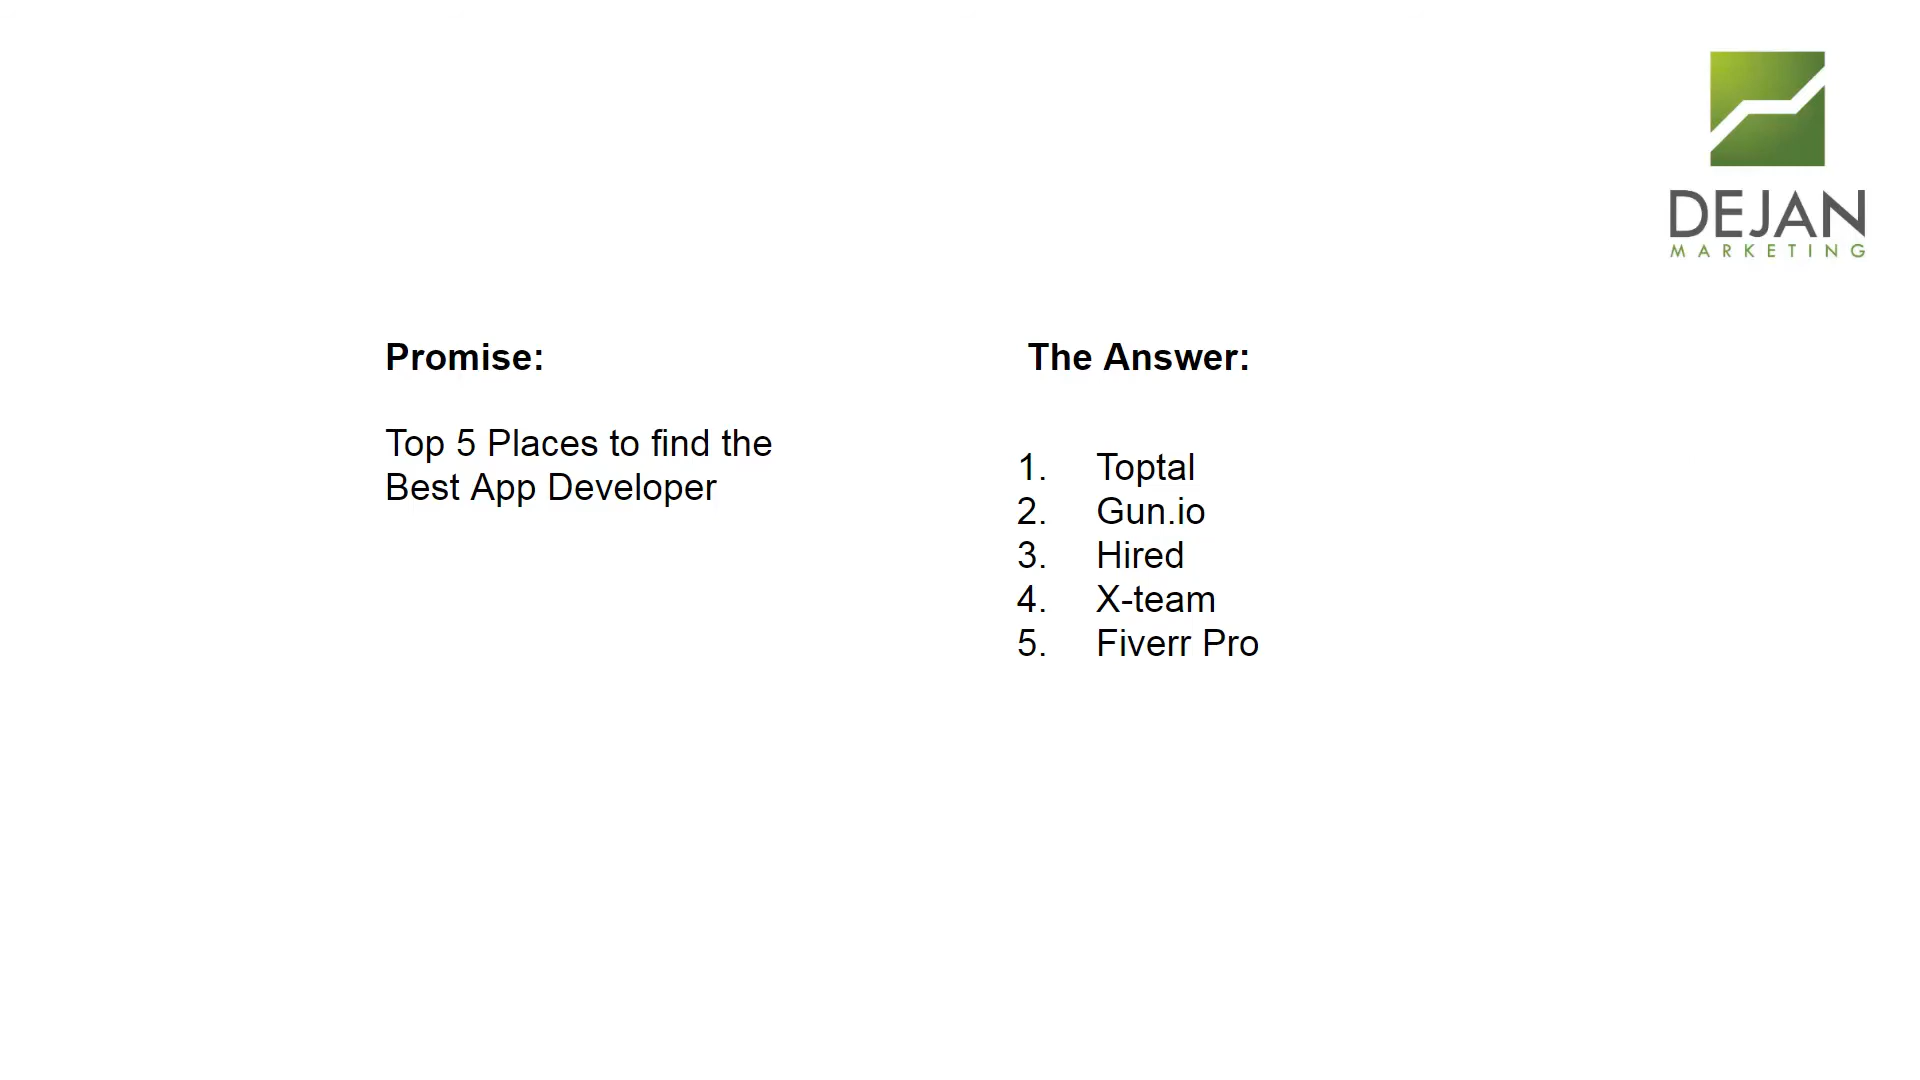 DEJAN
MARKETING
Promise:
Top 5 Places to find the
Best App Developer
The Answer:
1. Toptal
2. Gun.io
3. Hired
4. X-team
5. Fiverr Pro